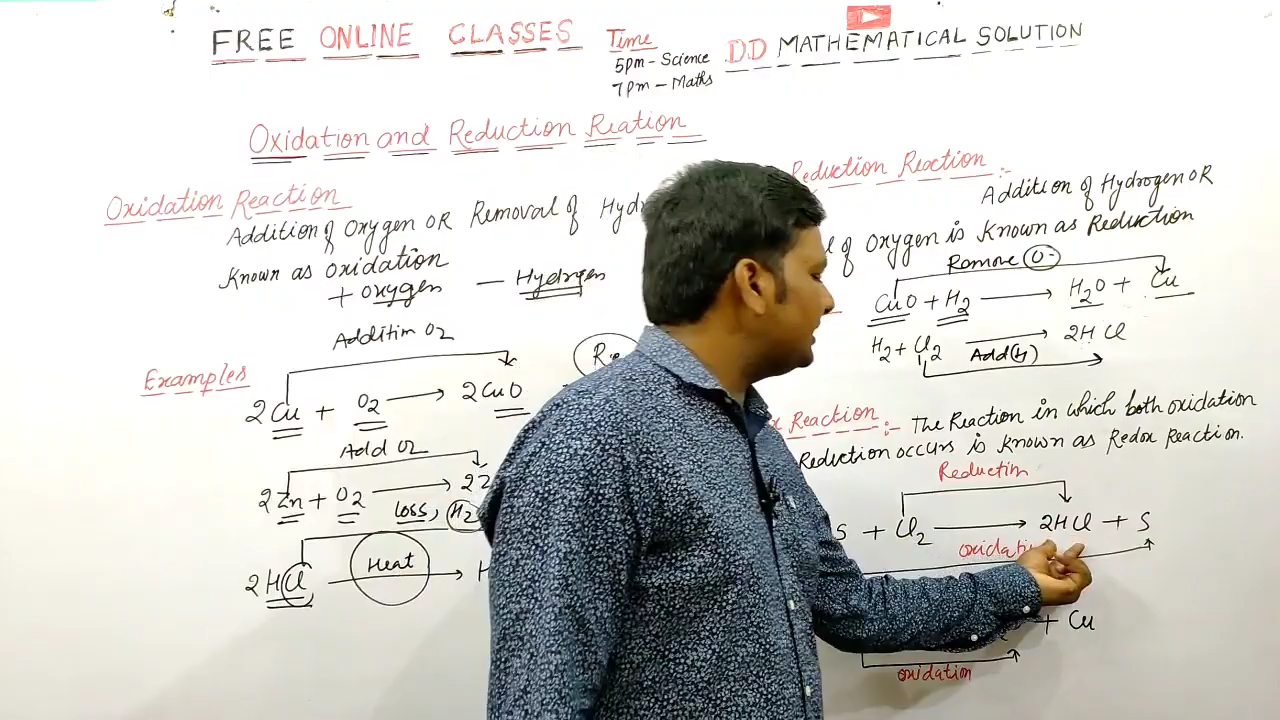 FREE ONLINE CLASSES Time DD MATHEMATICAL SOLUTION
5pm - Science
7pm - Maths
Oxidation and Reduction Reation
Oxidation Reaction
Addition of Oxygen OR Removal of
Known as Oxidation
+ Oxygen - Hydrogen
Addition O2
Examples
2Cu + O2 → 2CuO
Add O2
2Zn + O2 →
Loss, H2
2HCl
Heat
Reduction Reaction :-
Addition of Hydrogen OR
of Oxygen is Known as Reduction
Remove O-
CuO + H2 → H2O + Cu
H2 + Cl2 → 2HCl
Add(H)
Reaction :- The Reaction in which both oxidation
Reduction occurs is known as Redox Reaction.
Reduction
S + Cl2 → 2HCl + S
+ Cu
oxidation